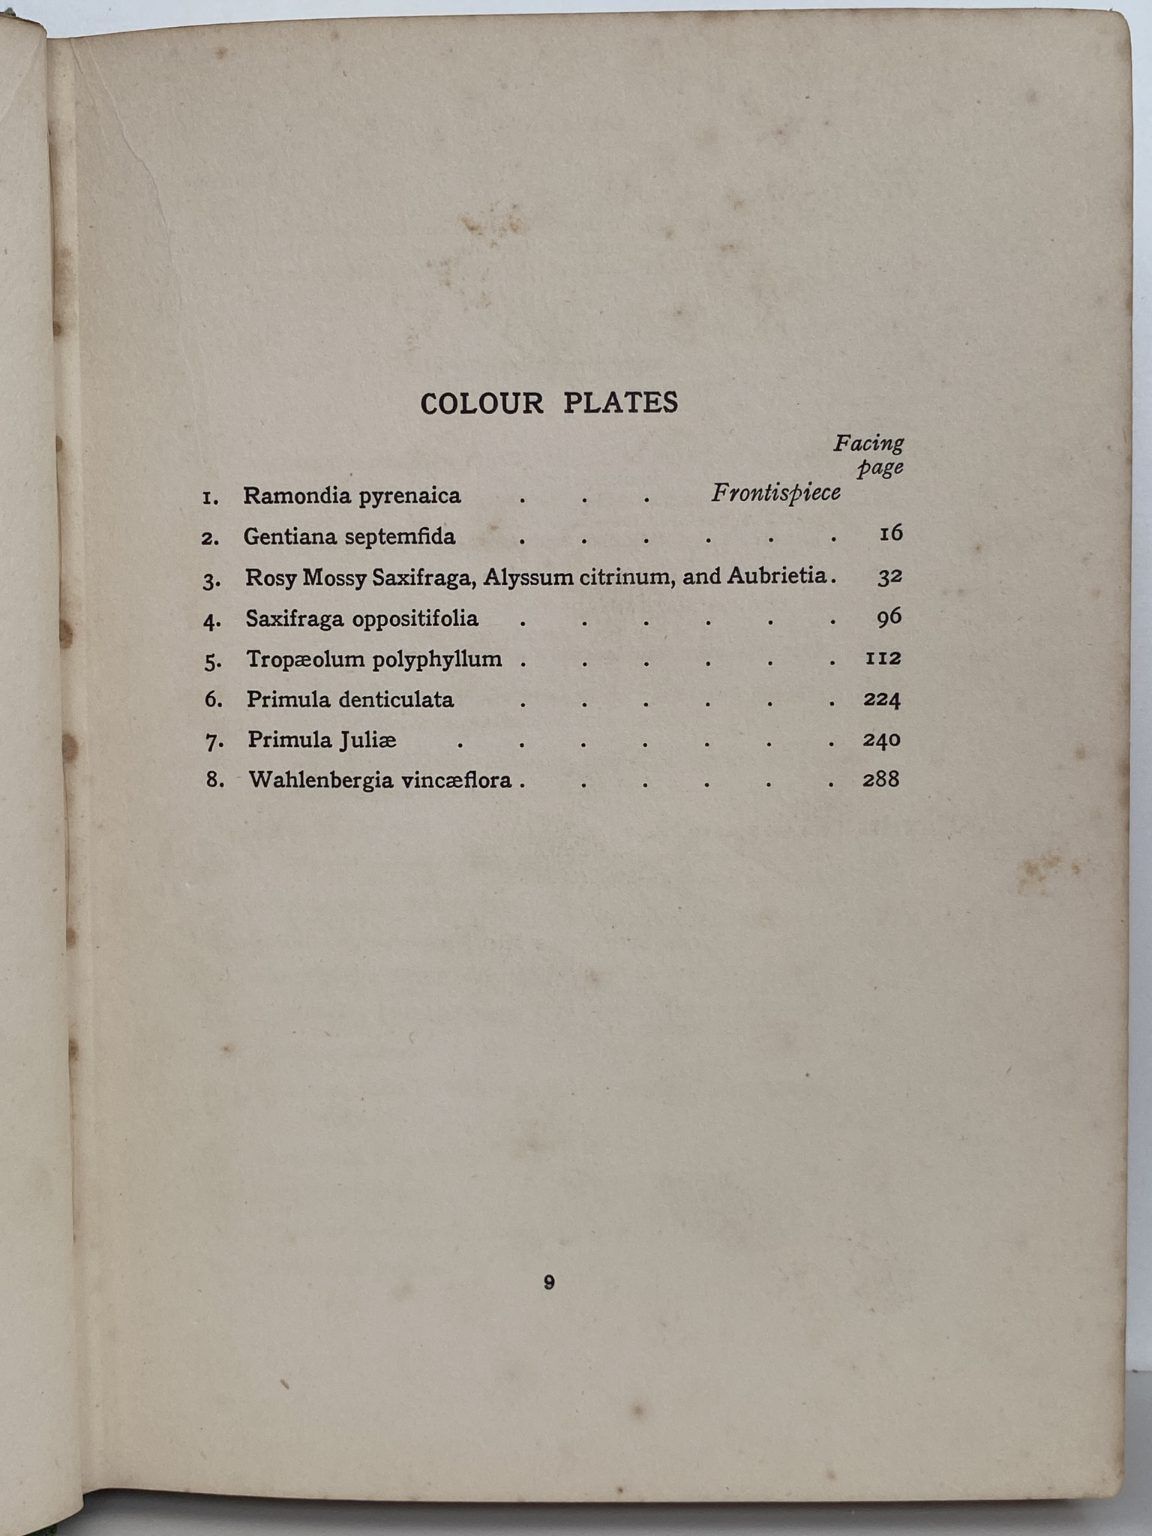 COLOUR PLATES
Facing
page
1. Ramondia pyrenaica . . . Frontispiece
2. Gentiana septemfida . . . . . . 16
3. Rosy Mossy Saxifraga, Alyssum citrinum, and Aubrietia. 32
4. Saxifraga oppositifolia . . . . . . 96
5. Tropæolum polyphyllum . . . . . . 112
6. Primula denticulata . . . . . . 224
7. Primula Juliæ . . . . . . . 240
8. Wahlenbergia vincæflora . . . . . . 288
9